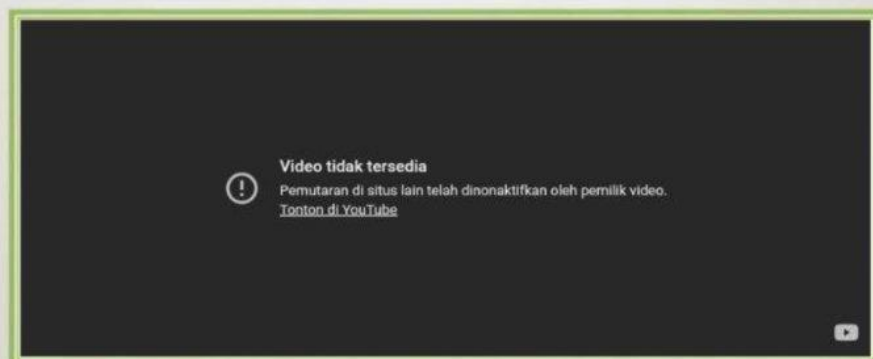 Video tidak tersedia
Pemutaran di situs lain telah dinonaktifkan oleh pemilik video.
Tonton di YouTube